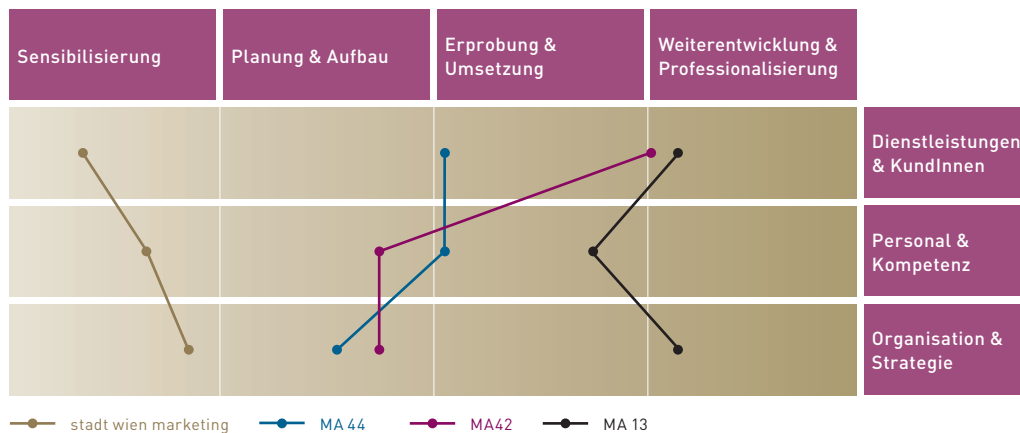 Sensibilisierung
Planung & Aufbau
Erprobung &
Umsetzung
Weiterentwicklung &
Professionalisierung
Dienstleistungen
& KundInnen
Personal &
Kompetenz
Organisation &
Strategie
stadt wien marketing
MA 44
MA42
MA 13